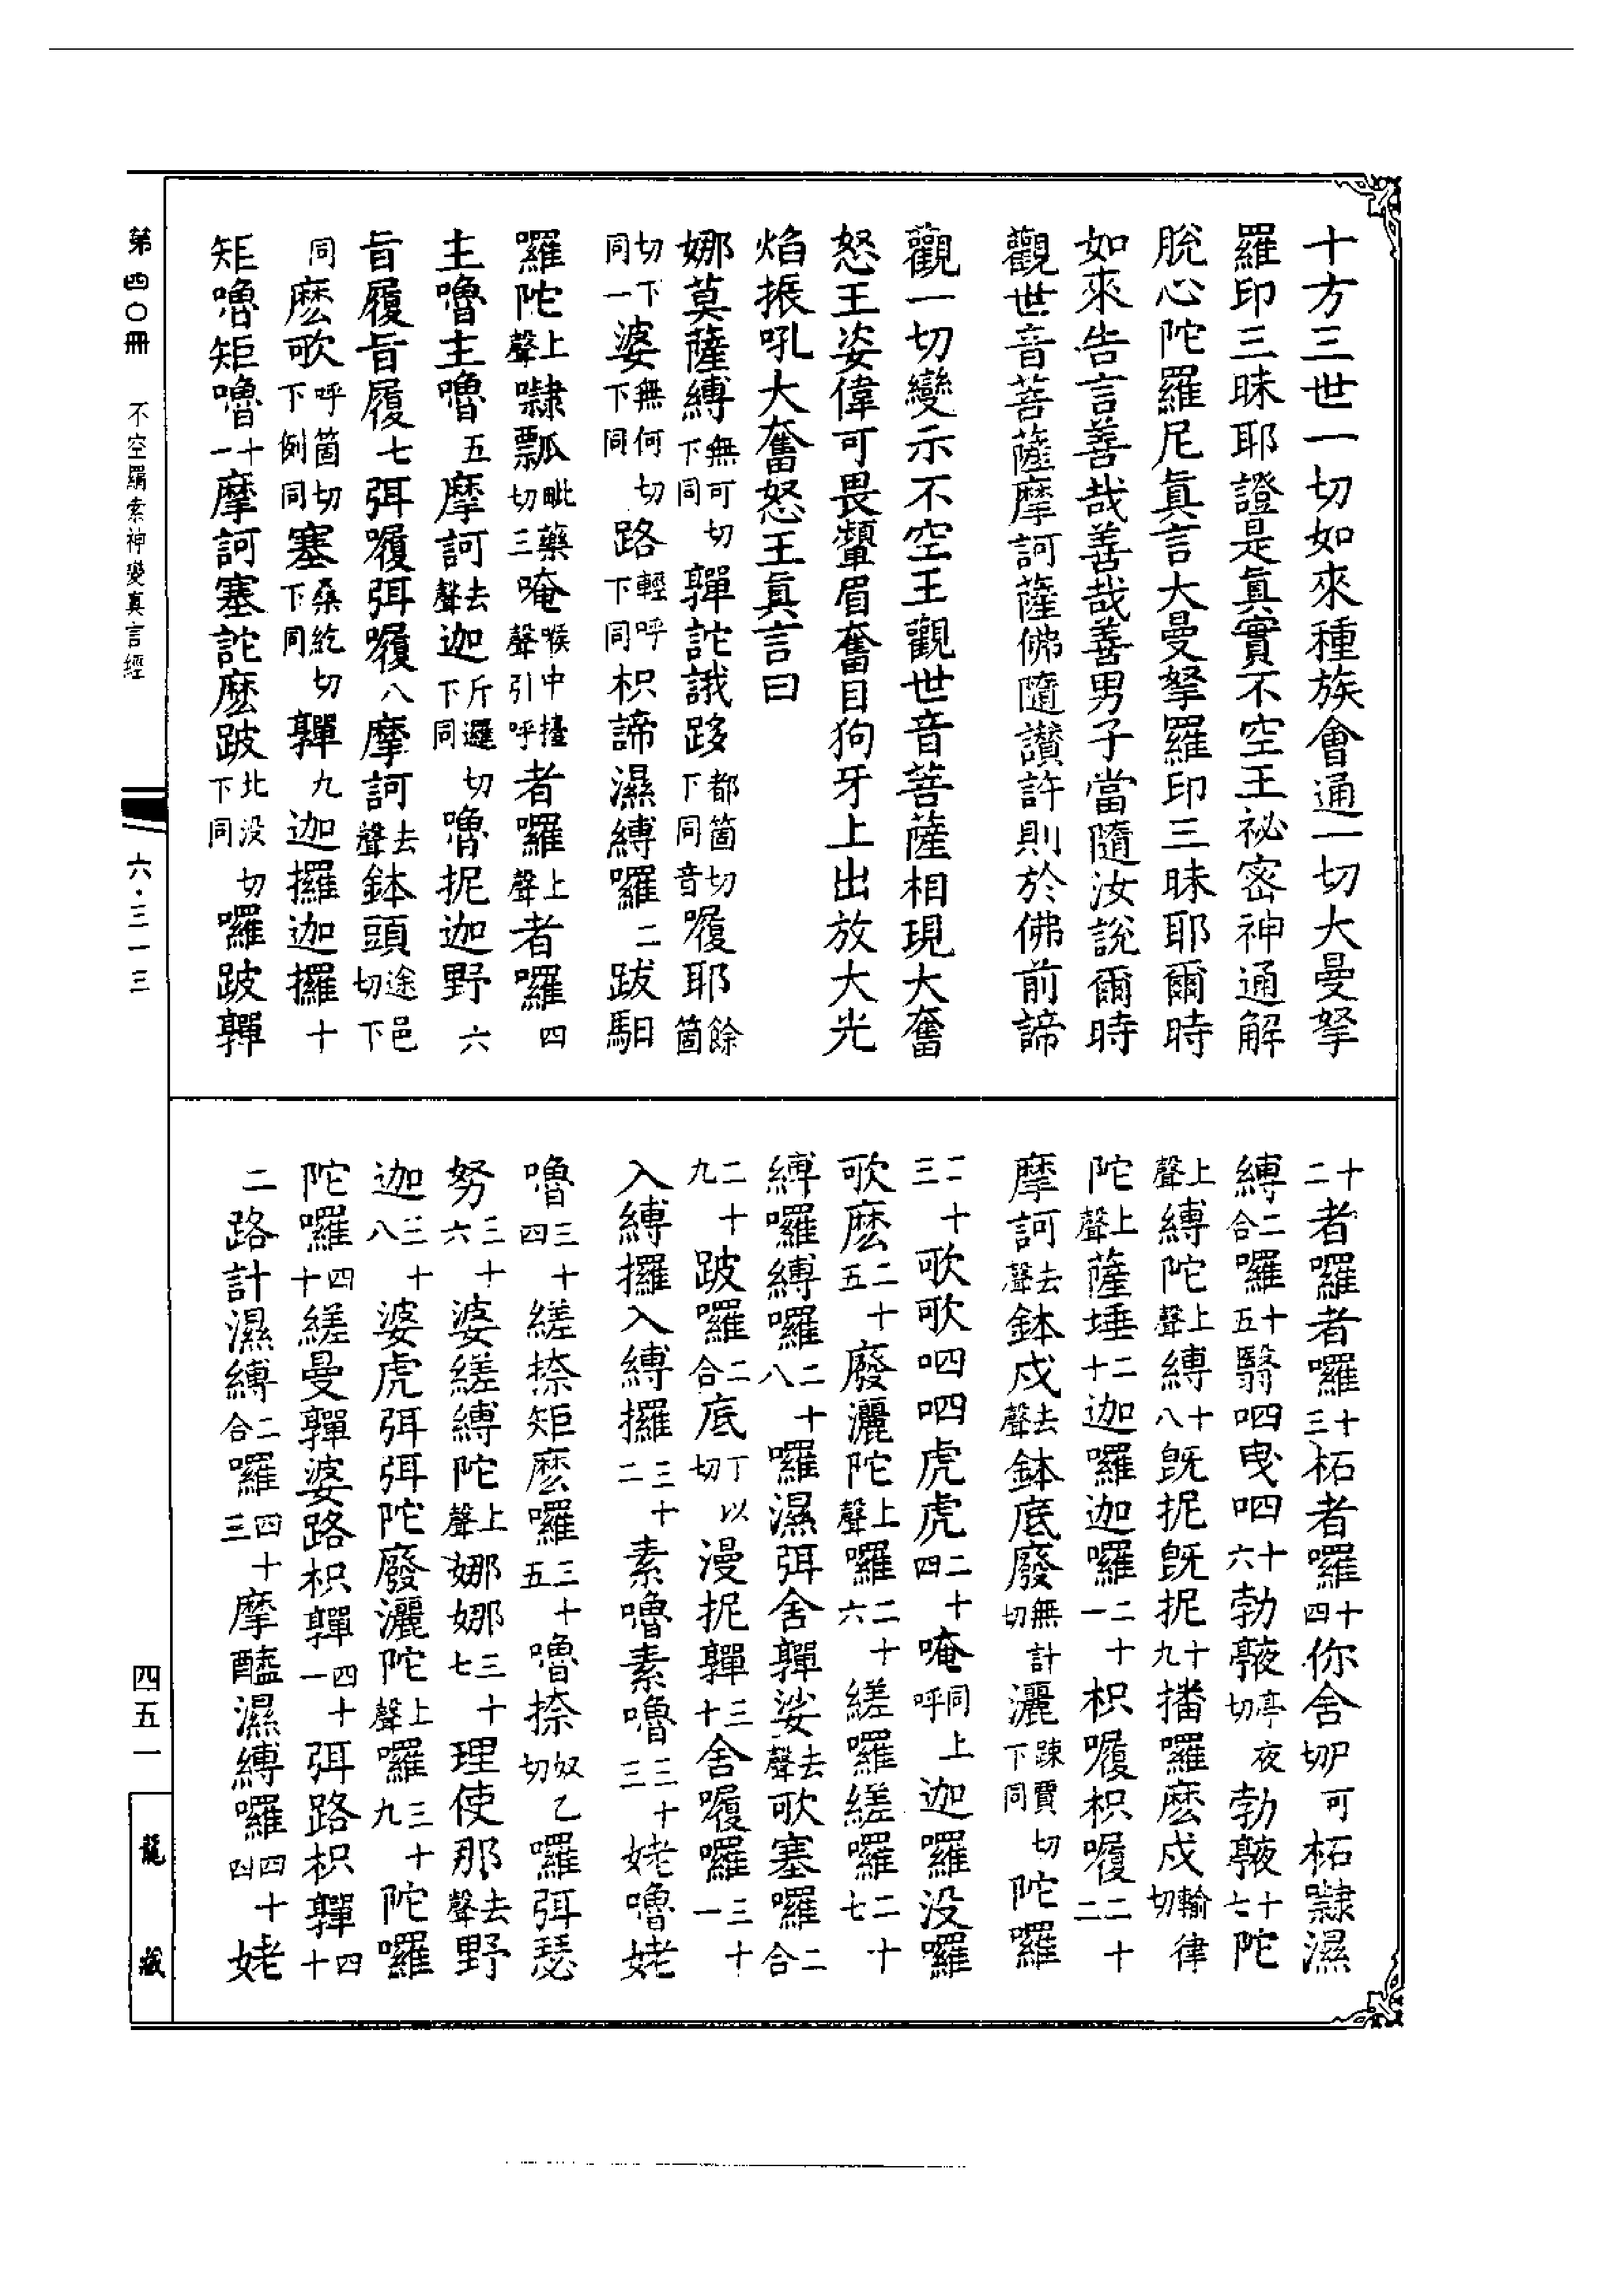 十方三世一切如來種族會通一切大曼拏
羅印三昧耶證是眞實不空王祕密神通解
脫心陀羅尼眞言大曼拏羅印三昧耶爾時
如來告言善哉善哉善男子當隨汝說爾時
觀世音菩薩摩訶薩佛隨讚許則於佛前諦
觀一切變示不空王觀世音菩薩相現大奮
怒王姿偉可畏顰眉奮目狗牙上出放大光
焰振吼大奮怒王眞言曰
娜莫薩縛無可切下同鄲詑誐跢都箇切下同音履耶餘箇
切下同一婆無何切下同路輕呼下同枳諦濕縛囉二跋馹
囉陀上聲㘑瓢毗藥切三唵喉中擡聲引呼者囉上聲者囉四
主嚕主嚕五摩訶去聲迦斤邏切下同嚕抳迦野六
旨履旨履七弭履弭履八摩訶去聲鉢頭途邑切下
同麽歌呼箇切下例同塞桑紇切下同鄲九迦攞迦攞十
矩嚕矩嚕十一摩訶塞詑麽跛北没切下同囉跛鄲
十二者囉者囉十三柘者囉十四你舍尸可切柘㘑濕
縛二合囉十五翳呬曳呬十六勃㰆亭夜切勃㰆十七陀
上聲縛陀上聲縛十八旣抳旣抳十九播囉麽戍輸律切
陀上聲薩埵二十迦囉迦囉二十一枳履枳履二十二
摩訶去聲鉢戍去聲鉢底廢無計切灑踈賈切下同陀囉
二十三歌歌呬呬虎虎二十四唵同上呼迦囉没囉
歌麽二十五廢灑陀上聲囉二十六縒囉縒囉二十七
縛囉縛囉二十八囉濕弭舍鄲娑去聲歌塞囉二合
二十九跛囉二合底丁以切漫抳鄲三十舍履囉三十一
入縛攞入縛攞三十二素嚕素嚕三十三姥嚕姥
嚕三十四縒捺矩麽囉三十五嚕捺奴乙切囉弭瑟
努三十六婆縒縛陀上聲娜娜三十七理使那去聲野
迦三十八婆虎弭弭陀廢灑陀上聲囉三十九陀囉
陀囉四十縒曼鄲婆路枳鄲四十一弭路枳鄲四十
二路計濕縛二合囉四十三摩醯濕縛囉四十四姥
第四〇冊 不空羂索神變真言經 六·三一三
四五一
龍藏